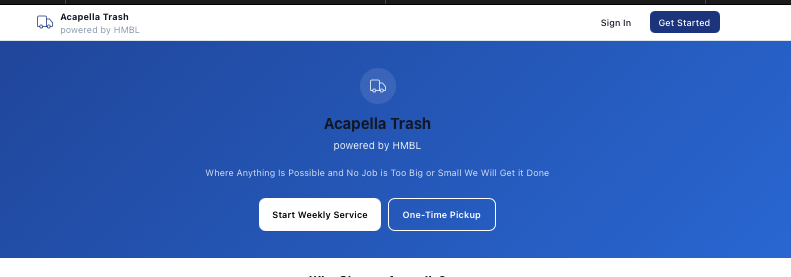 Acapella Trash
powered by HMBL
Sign In
Get Started
Acapella Trash
powered by HMBL
Where Anything Is Possible and No Job is Too Big or Small We Will Get it Done
Start Weekly Service
One-Time Pickup